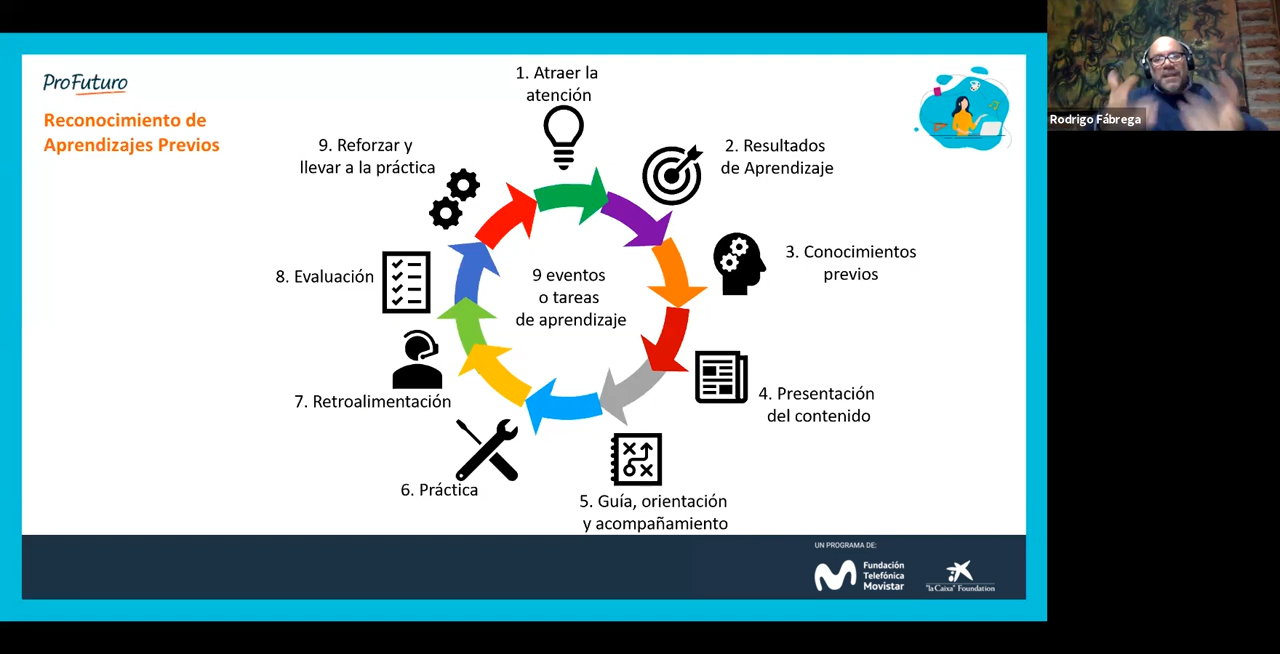 ProFuturo
Reconocimiento de
Aprendizajes Previos
1. Atraer la
atención
2. Resultados
de Aprendizaje
3. Conocimientos
previos
4. Presentación
del contenido
5. Guía, orientación
y acompañamiento
6. Práctica
7. Retroalimentación
8. Evaluación
9. Reforzar y
llevar a la práctica
9 eventos
o tareas
de aprendizaje
UN PROGRAMA DE:
Fundación
Telefónica
Movistar
"la Caixa" Foundation
Rodrigo Fábrega